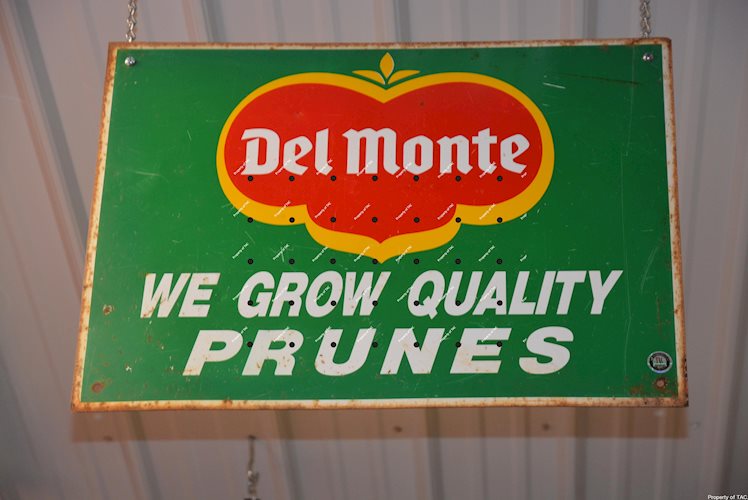 Del Monte
WE GROW QUALITY
PRUNES
Property of TAC